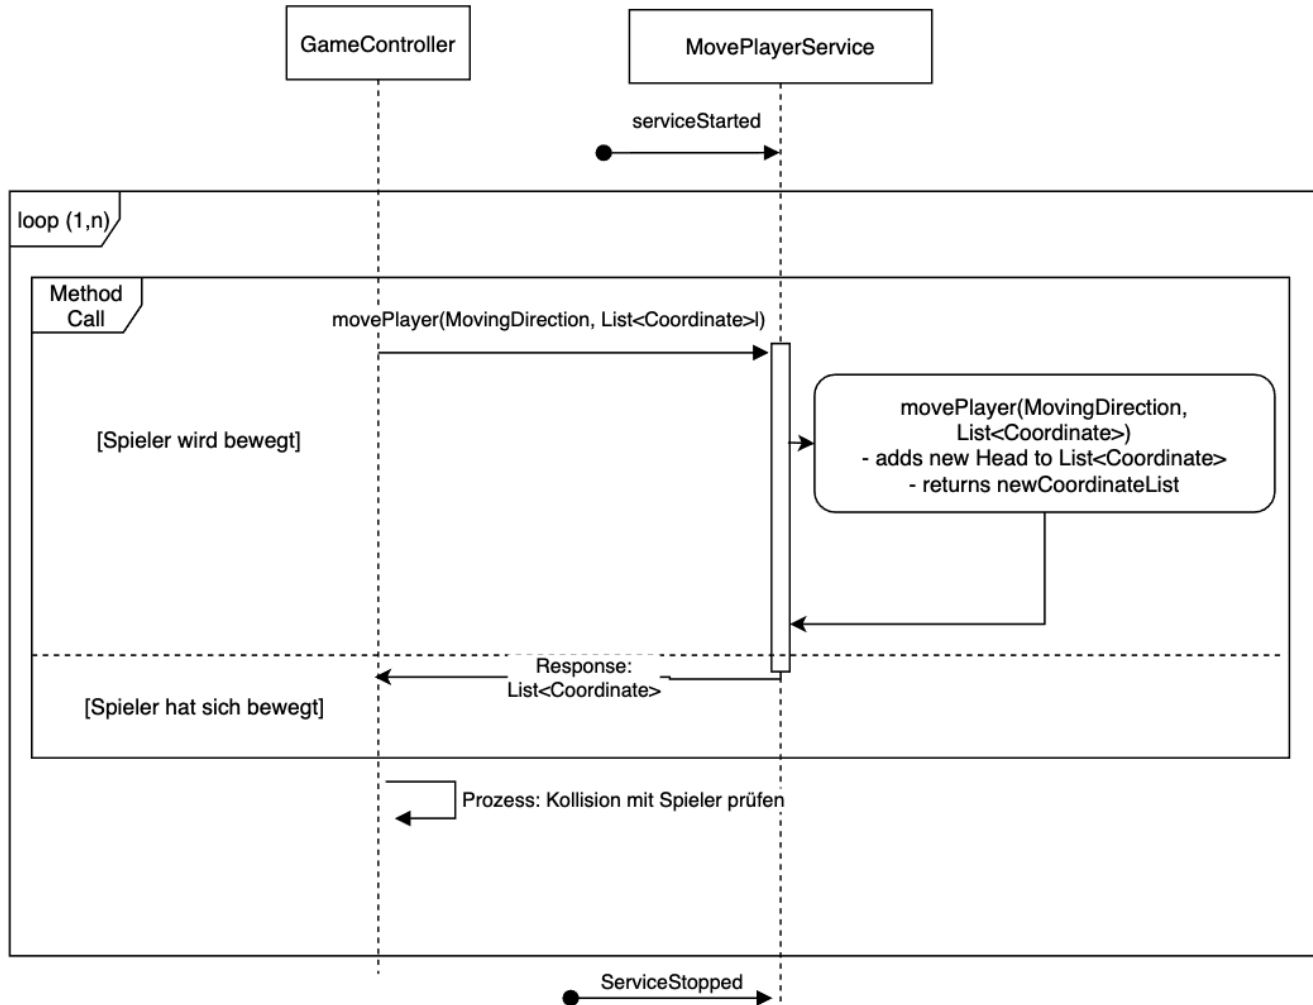 GameController
MovePlayerService
serviceStarted
loop (1,n)
Method
Call
movePlayer(MovingDirection, List<Coordinate>l)
movePlayer(MovingDirection,
List<Coordinate>)
- adds new Head to List<Coordinate>
- returns newCoordinateList
[Spieler wird bewegt]
Response:
List<Coordinate>
[Spieler hat sich bewegt]
Prozess: Kollision mit Spieler prüfen
ServiceStopped